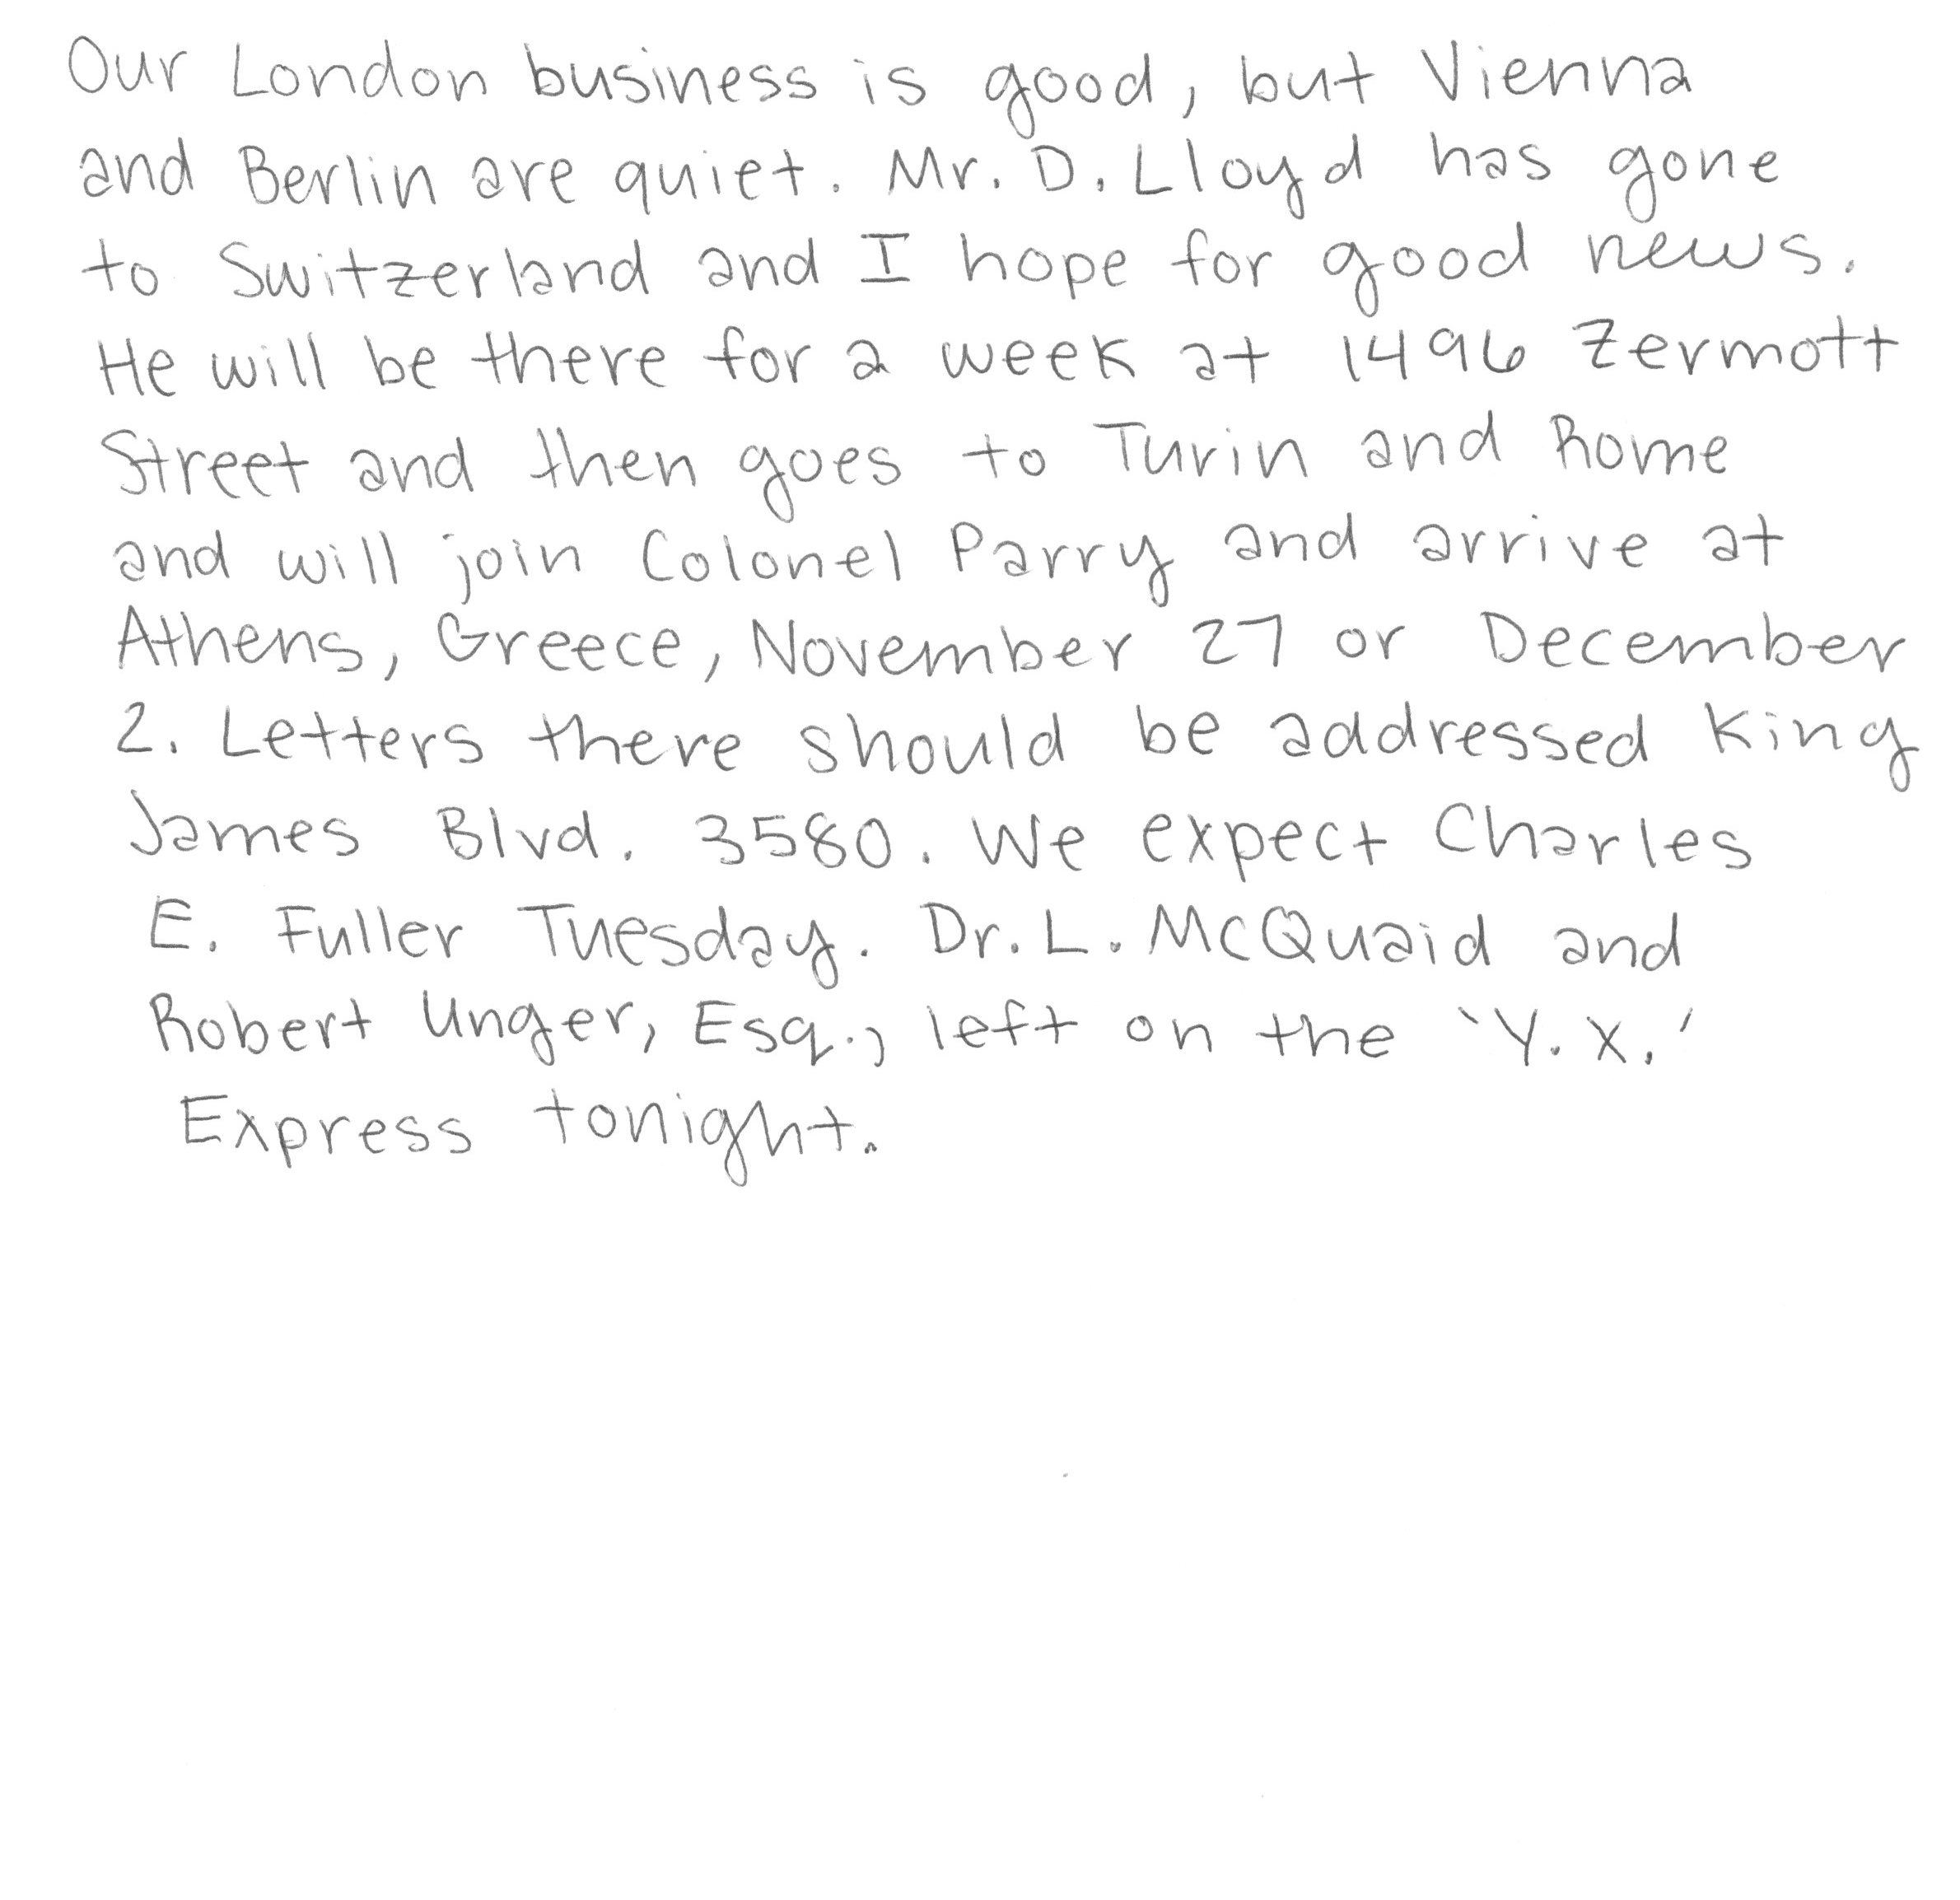 Our London business is good, but Vienna
and Berlin are quiet. Mr. D. Lloyd has gone
to Switzerland and I hope for good news.
He will be there for a week at 1496 Zermott
Street and then goes to Turin and Rome
and will join Colonel Parry and arrive at
Athens, Greece, November 27 or December
2. Letters there should be addressed King
James Blvd. 3580. We expect Charles
E. Fuller Tuesday. Dr. L. McQuaid and
Robert Unger, Esq., left on the 'Y.X.'
Express tonight.